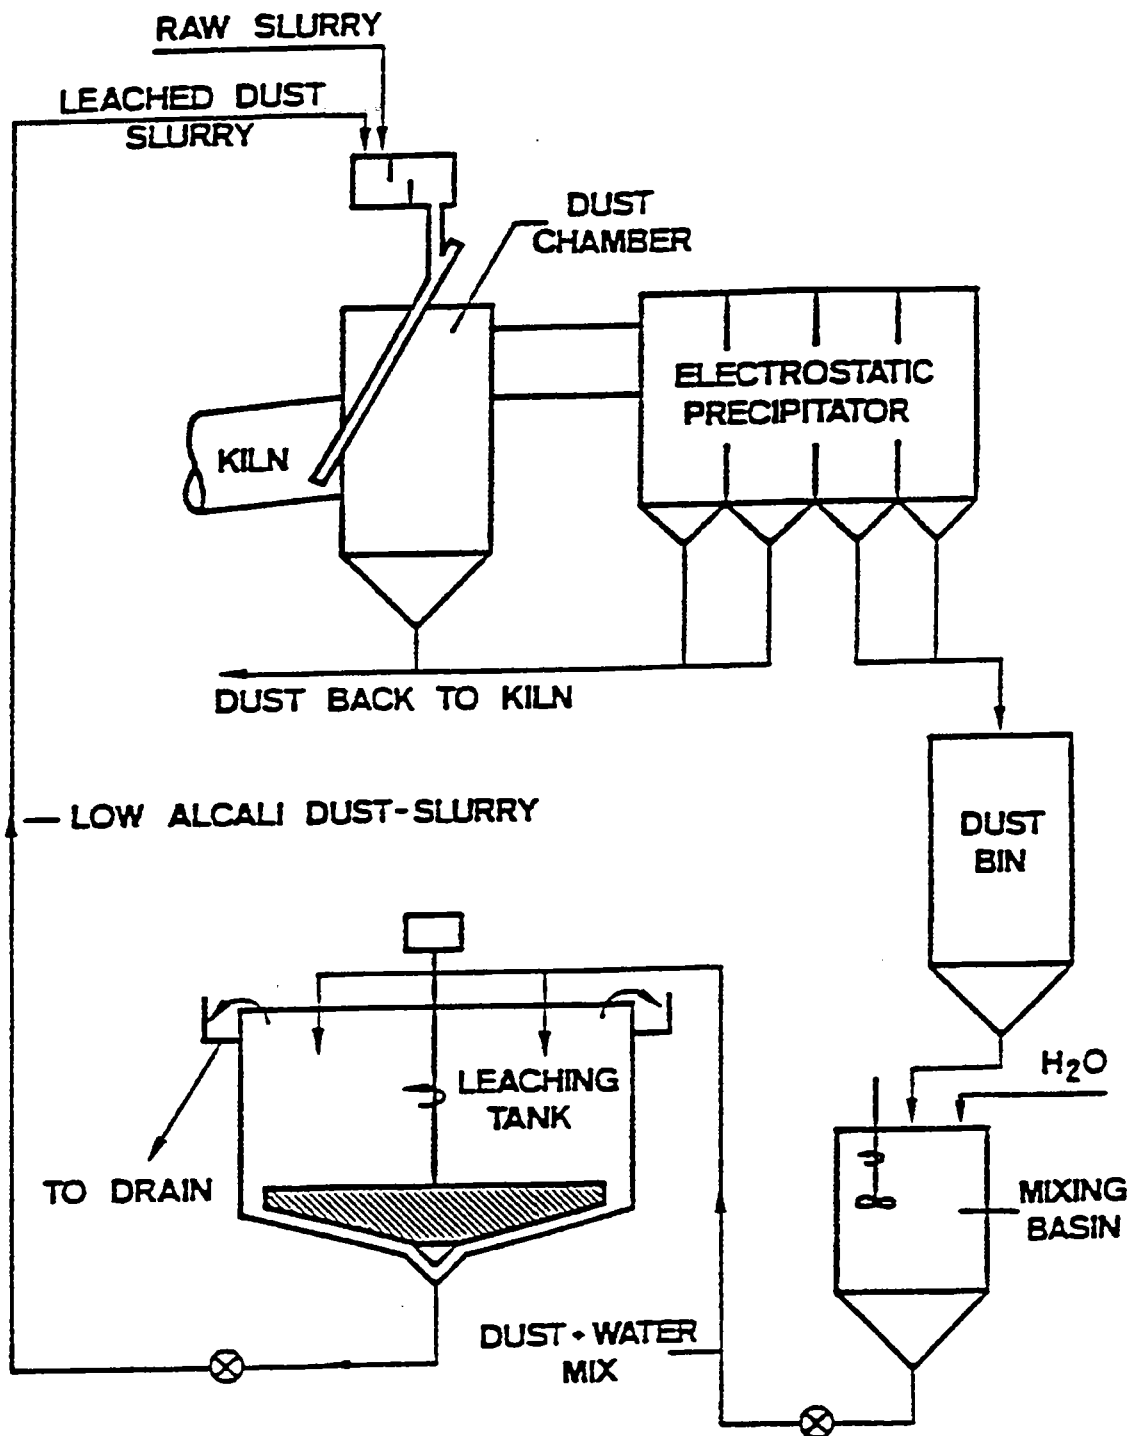 RAW SLURRY
LEACHED DUST
SLURRY
DUST
CHAMBER
ELECTROSTATIC
PRECIPITATOR
KILN
DUST BACK TO KILN
LOW ALCALI DUST-SLURRY
DUST
BIN
H2O
LEACHING
TANK
TO DRAIN
MIXING
BASIN
DUST + WATER
MIX